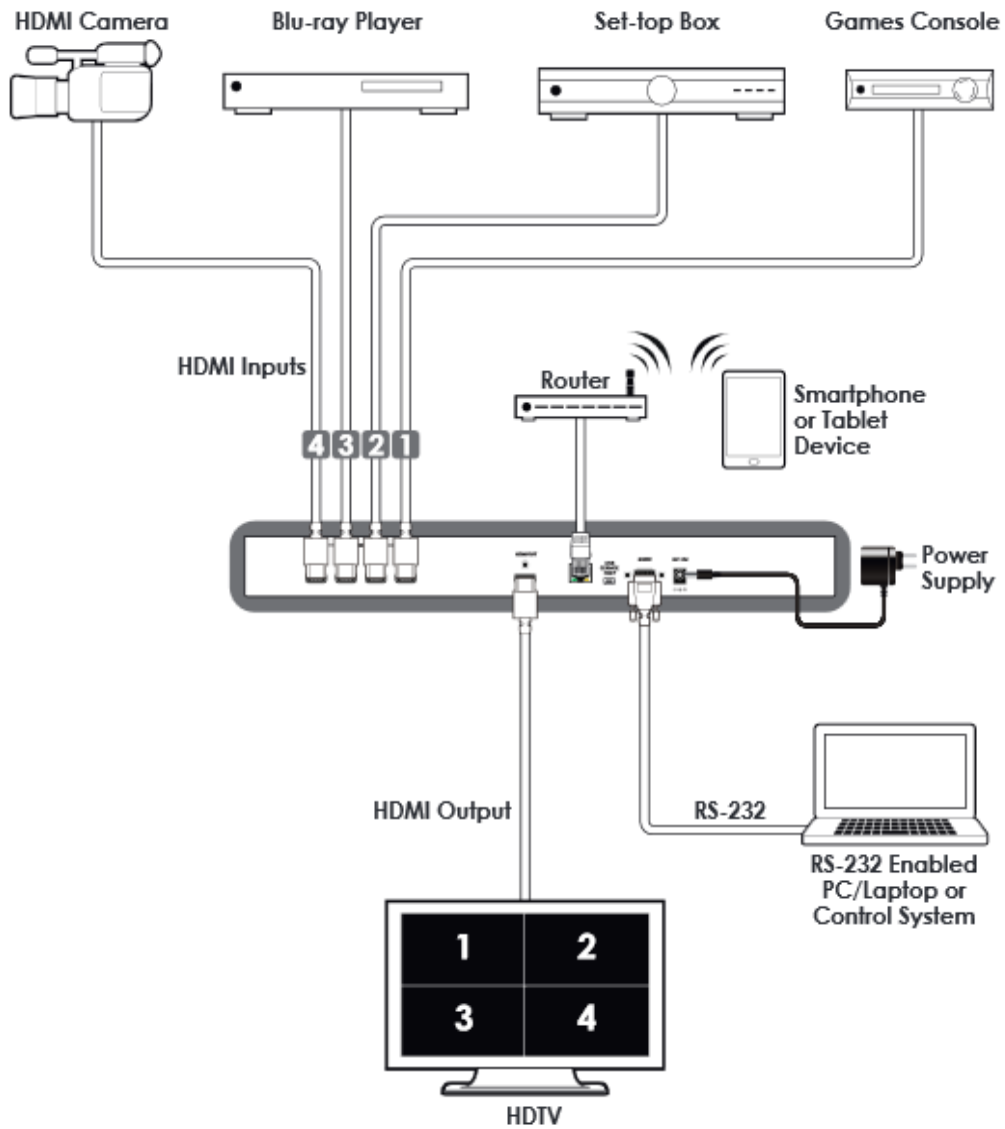 HDMI Camera
Blu-ray Player
Set-top Box
Games Console
HDMI Inputs
Router
Smartphone
or Tablet
Device
4 3 2 1
Power
Supply
HDMI Output
RS-232
RS-232 Enabled
PC/Laptop or
Control System
1 2
3 4
HDTV